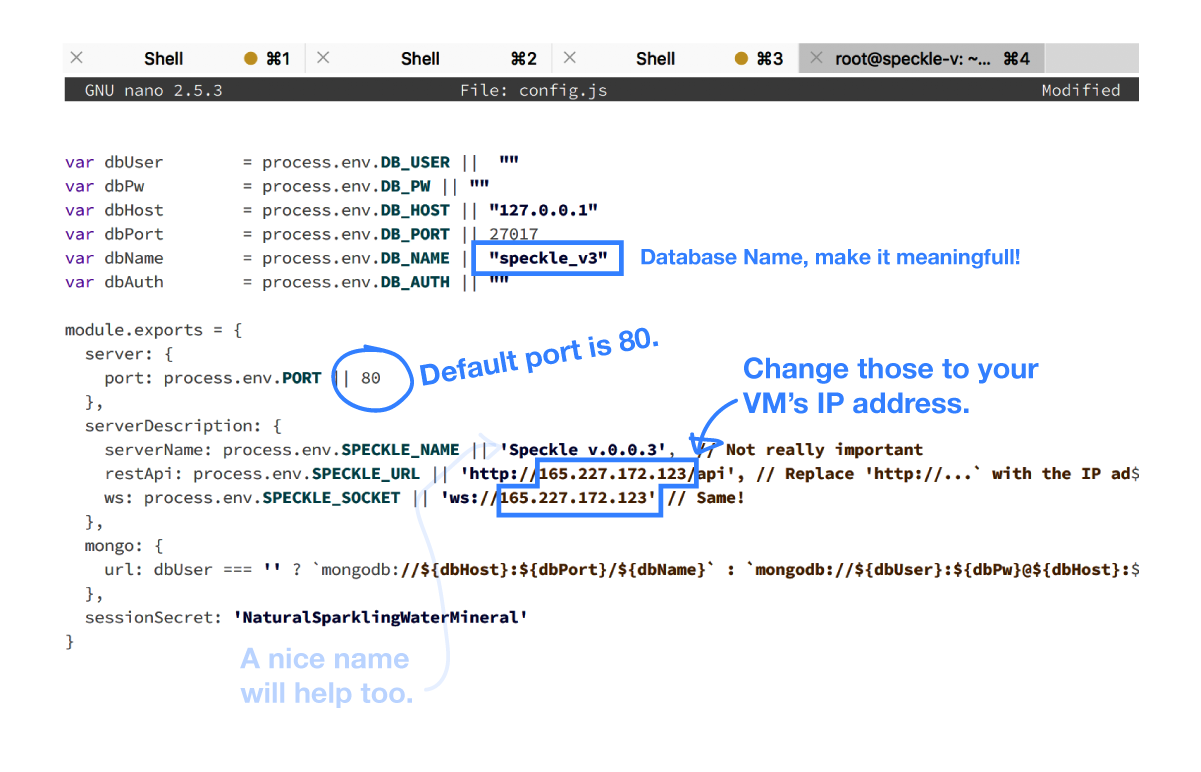 Shell ⌘1 Shell ⌘2 Shell ⌘3 root@speckle-v: ~... ⌘4
GNU nano 2.5.3 File: config.js Modified
var dbUser = process.env.DB_USER || ""
var dbPw = process.env.DB_PW || ""
var dbHost = process.env.DB_HOST || "127.0.0.1"
var dbPort = process.env.DB_PORT || 27017
var dbName = process.env.DB_NAME | "speckle_v3" Database Name, make it meaningfull!
var dbAuth = process.env.DB_AUTH || ""
module.exports = {
server: {
port: process.env.PORT || 80
Default port is 80.
},
Change those to your
VM's IP address.
serverDescription: {
serverName: process.env.SPECKLE_NAME || 'Speckle v.0.0.3', // Not really important
restApi: process.env.SPECKLE_URL || 'http://165.227.172.123/api', // Replace 'http://...` with the IP ad$
ws: process.env.SPECKLE_SOCKET || 'ws://165.227.172.123' // Same!
},
mongo: {
url: dbUser === '' ? `mongodb://${dbHost}:${dbPort}/${dbName}` : `mongodb://${dbUser}:${dbPw}@${dbHost}:$
},
sessionSecret: 'NaturalSparklingWaterMineral'
}
A nice name
will help too.